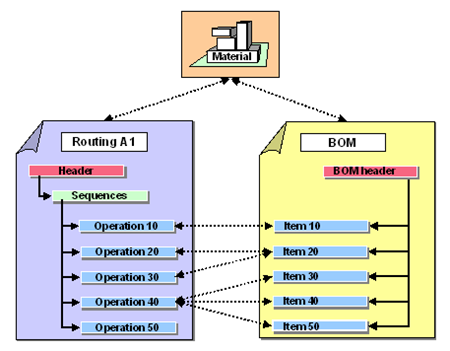 Material
Routing A1
Header
Sequences
Operation 10
Operation 20
Operation 30
Operation 40
Operation 50
BOM
BOM header
Item 10
Item 20
Item 30
Item 40
Item 50